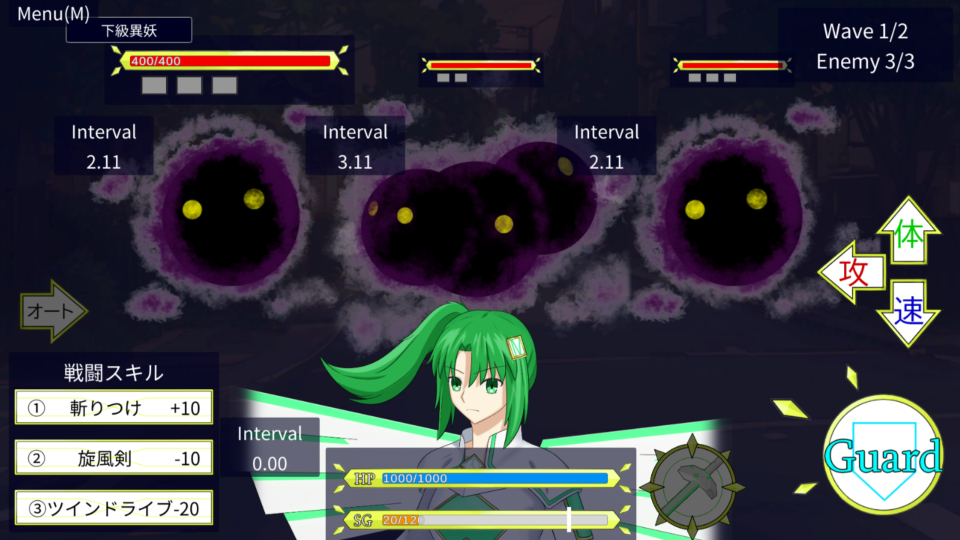 Menu(M)
下級異妖
400/400
Wave 1/2
Enemy 3/3
Interval
2.11
Interval
3.11
Interval
2.11
体
攻
速
オート
戦闘スキル
① 斬りつけ +10
② 旋風剣 -10
③ツインドライブ-20
Interval
0.00
M
HP 1000/1000
SG 20/120
Guard